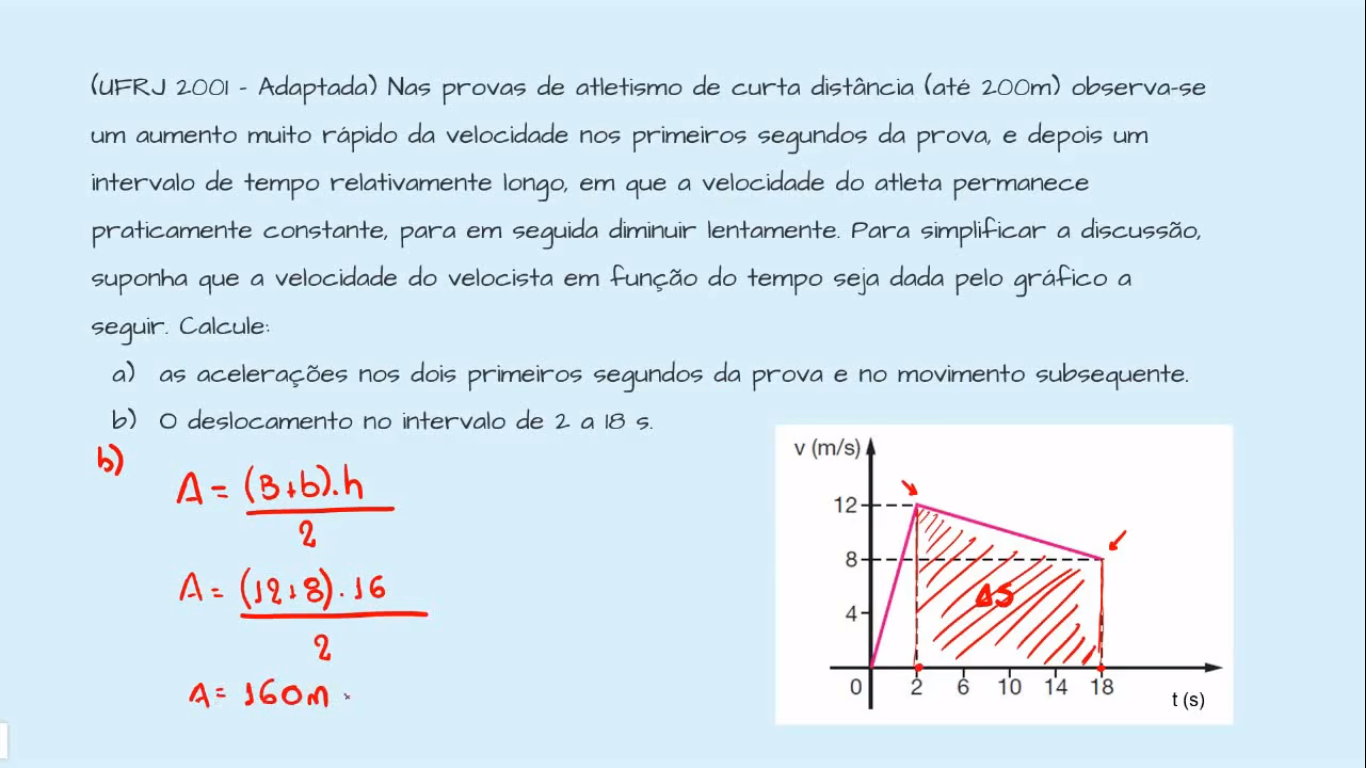 (UFRJ 2001 - Adaptada) Nas provas de atletismo de curta distância (até 200m) observa-se
um aumento muito rápido da velocidade nos primeiros segundos da prova, e depois um
intervalo de tempo relativamente longo, em que a velocidade do atleta permanece
praticamente constante, para em seguida diminuir lentamente. Para simplificar a discussão,
suponha que a velocidade do velocista em função do tempo seja dada pelo gráfico a
seguir. Calcule:
a) as acelerações nos dois primeiros segundos da prova e no movimento subsequente.
b) O deslocamento no intervalo de 2 a 18 s.
b)
A = (B+b).h
2
A = (12+8).16
2
A = 160m
v (m/s)
12
8
4
ΔS
0 2 6 10 14 18
t (s)